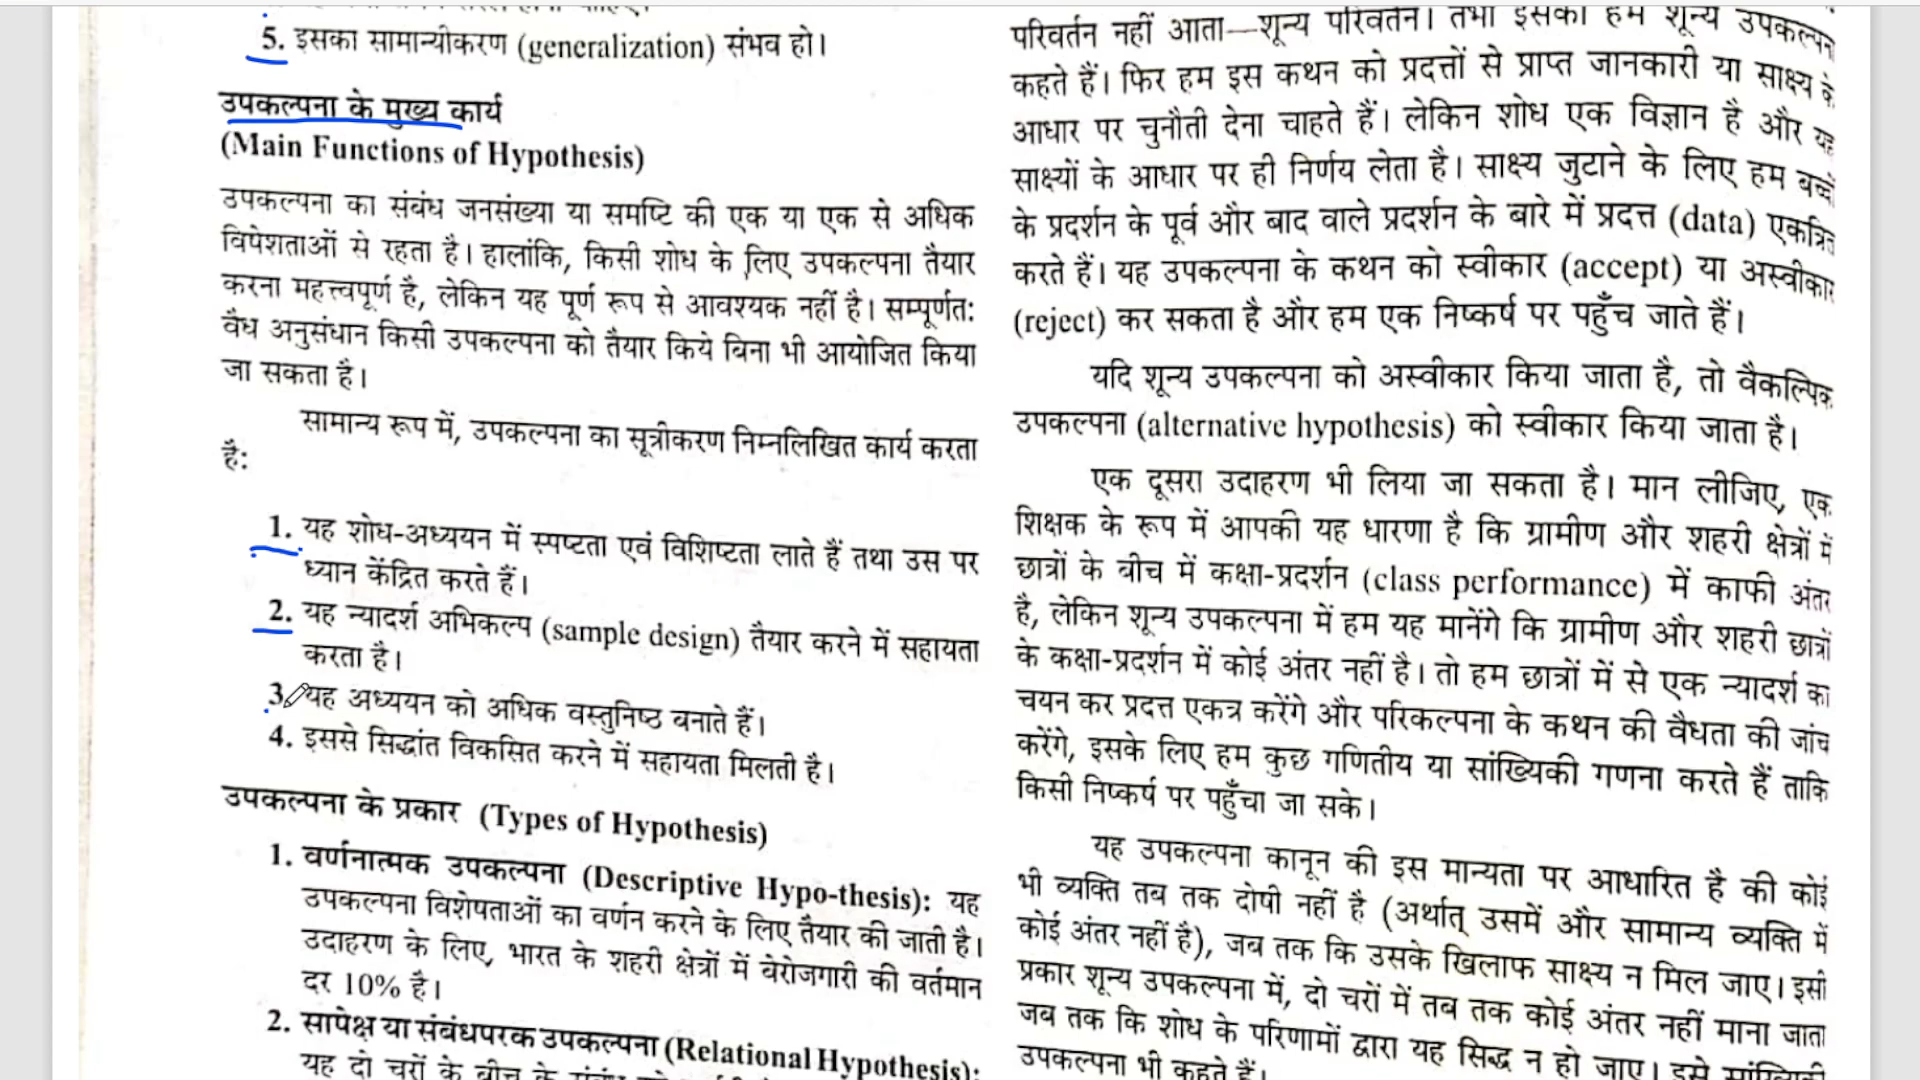 5. इसका सामान्यीकरण (generalization) संभव हो।
उपकल्पना के मुख्य कार्य
(Main Functions of Hypothesis)
उपकल्पना का संबंध जनसंख्या या समष्टि की एक या एक से अधिक
विषेशताओं से रहता है। हालांकि, किसी शोध के लिए उपकल्पना तैयार
करना महत्त्वपूर्ण है, लेकिन यह पूर्ण रूप से आवश्यक नहीं है। सम्पूर्णत:
वैध अनुसंधान किसी उपकल्पना को तैयार किये बिना भी आयोजित किया
जा सकता है।
सामान्य रूप में, उपकल्पना का सूत्रीकरण निम्नलिखित कार्य करता
है:
1. यह शोध-अध्ययन में स्पष्टता एवं विशिष्टता लाते हैं तथा उस पर
ध्यान केंद्रित करते हैं।
2. यह न्यादर्श अभिकल्प (sample design) तैयार करने में सहायता
करता है।
3. यह अध्ययन को अधिक वस्तुनिष्ठ बनाते हैं।
4. इससे सिद्धांत विकसित करने में सहायता मिलती है।
उपकल्पना के प्रकार (Types of Hypothesis)
1. वर्णनात्मक उपकल्पना (Descriptive Hypo-thesis): यह
उपकल्पना विशेषताओं का वर्णन करने के लिए तैयार की जाती है।
उदाहरण के लिए, भारत के शहरी क्षेत्रों में बेरोजगारी की वर्तमान
दर 10% है।
2. सापेक्ष या संबंधपरक उपकल्पना (Relational Hypothesis):
यह दो चरों के बीच के संबंध
परिवर्तन नहीं आता—शून्य परिवर्तन। तभी इसको हम शून्य उपकल्पना
कहते हैं। फिर हम इस कथन को प्रदत्तों से प्राप्त जानकारी या साक्ष्य के
आधार पर चुनौती देना चाहते हैं। लेकिन शोध एक विज्ञान है और यह
साक्ष्यों के आधार पर ही निर्णय लेता है। साक्ष्य जुटाने के लिए हम बच्चों
के प्रदर्शन के पूर्व और बाद वाले प्रदर्शन के बारे में प्रदत्त (data) एकत्रित
करते हैं। यह उपकल्पना के कथन को स्वीकार (accept) या अस्वीकार
(reject) कर सकता है और हम एक निष्कर्ष पर पहुँच जाते हैं।
यदि शून्य उपकल्पना को अस्वीकार किया जाता है, तो वैकल्पिक
उपकल्पना (alternative hypothesis) को स्वीकार किया जाता है।
एक दूसरा उदाहरण भी लिया जा सकता है। मान लीजिए, एक
शिक्षक के रूप में आपकी यह धारणा है कि ग्रामीण और शहरी क्षेत्रों में
छात्रों के बीच में कक्षा-प्रदर्शन (class performance) में काफी अंतर
है, लेकिन शून्य उपकल्पना में हम यह मानेंगे कि ग्रामीण और शहरी छात्रों
के कक्षा-प्रदर्शन में कोई अंतर नहीं है। तो हम छात्रों में से एक न्यादर्श का
चयन कर प्रदत्त एकत्र करेंगे और परिकल्पना के कथन की वैधता की जांच
करेंगे, इसके लिए हम कुछ गणितीय या सांख्यिकी गणना करते हैं ताकि
किसी निष्कर्ष पर पहुँचा जा सके।
यह उपकल्पना कानून की इस मान्यता पर आधारित है की कोई
भी व्यक्ति तब तक दोषी नहीं है (अर्थात् उसमें और सामान्य व्यक्ति में
कोई अंतर नहीं है), जब तक कि उसके खिलाफ साक्ष्य न मिल जाए। इसी
प्रकार शून्य उपकल्पना में, दो चरों में तब तक कोई अंतर नहीं माना जाता
जब तक कि शोध के परिणामों द्वारा यह सिद्ध न हो जाए। इसे सांख्यिकी
उपकल्पना भी कहते हैं।